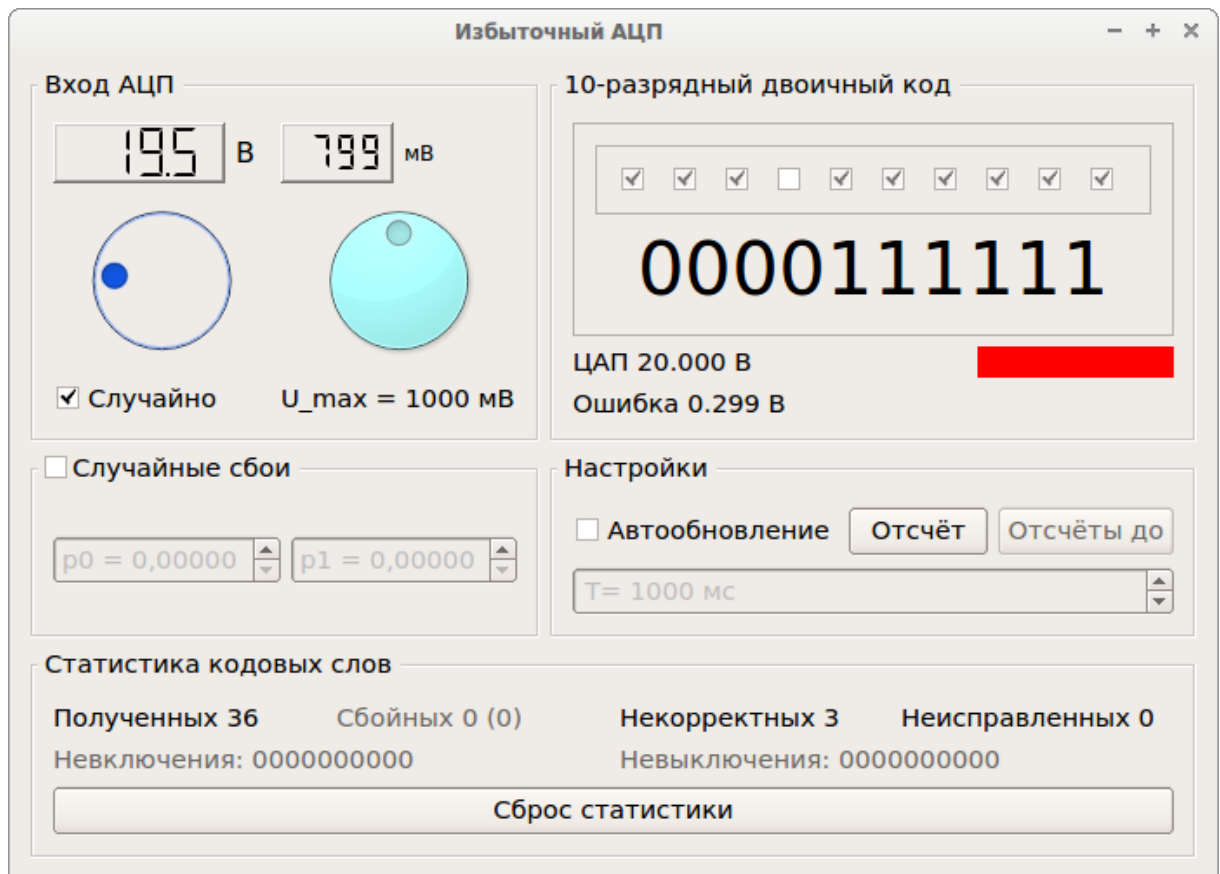 Избыточный АЦП
Вход АЦП
19.5 В 799 мВ
Случайно U_max = 1000 мВ
10-разрядный двоичный код
0000111111
ЦАП 20.000 В
Ошибка 0.299 В
Случайные сбои
p0 = 0,00000 p1 = 0,00000
Настройки
Автообновление Отсчёт Отсчёты до
T= 1000 мс
Статистика кодовых слов
Полученных 36 Сбойных 0 (0) Некорректных 3 Неисправленных 0
Невключения: 0000000000 Невыключения: 0000000000
Сброс статистики